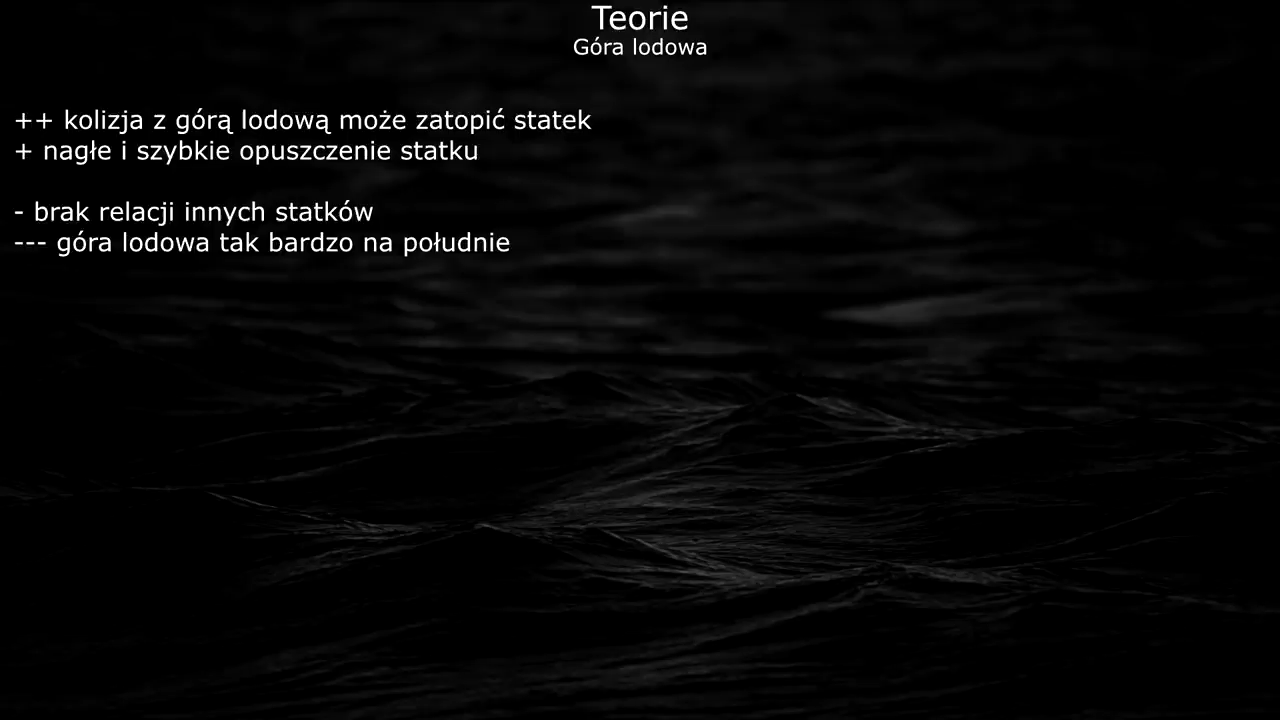 Teorie
Góra lodowa
++ kolizja z górą lodową może zatopić statek
+ nagłe i szybkie opuszczenie statku
- brak relacji innych statków
--- góra lodowa tak bardzo na południe